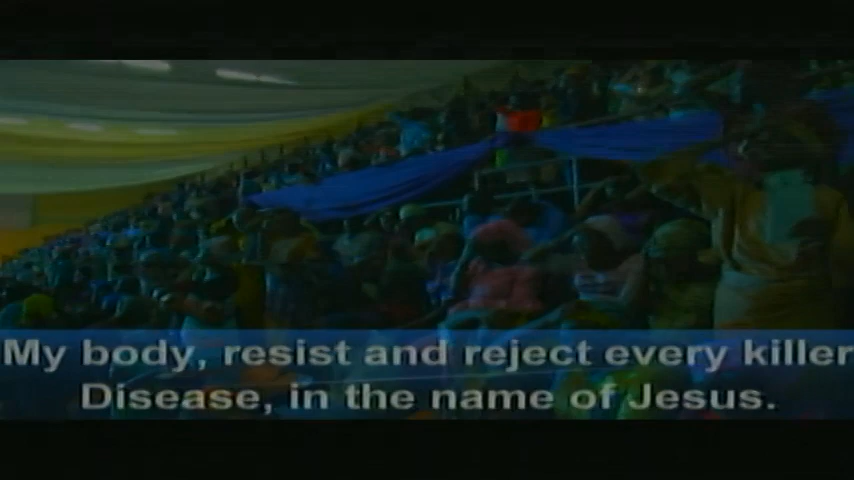 My body, resist and reject every killer
Disease, in the name of Jesus.